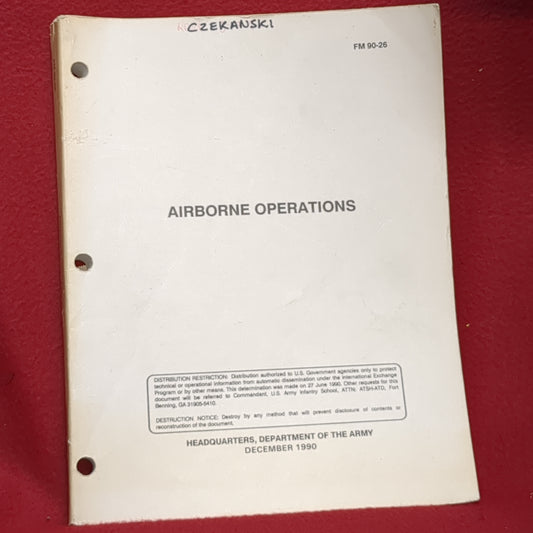 CZEKANSKI
FM 90-26
AIRBORNE OPERATIONS
DISTRIBUTION RESTRICTION: Distribution authorized to U.S. Government agencies only to protect
technical or operational information from automatic dissemination under the International Exchange
Program or by other means. This determination was made on 27 June 1990. Other requests for this
document will be referred to Commandant, U.S. Army Infantry School, ATTN: ATSH-ATD, Fort
Benning, GA 31905-5410.
DESTRUCTION NOTICE: Destroy by any method that will prevent disclosure of contents or
reconstruction of the document.
HEADQUARTERS, DEPARTMENT OF THE ARMY
DECEMBER 1990